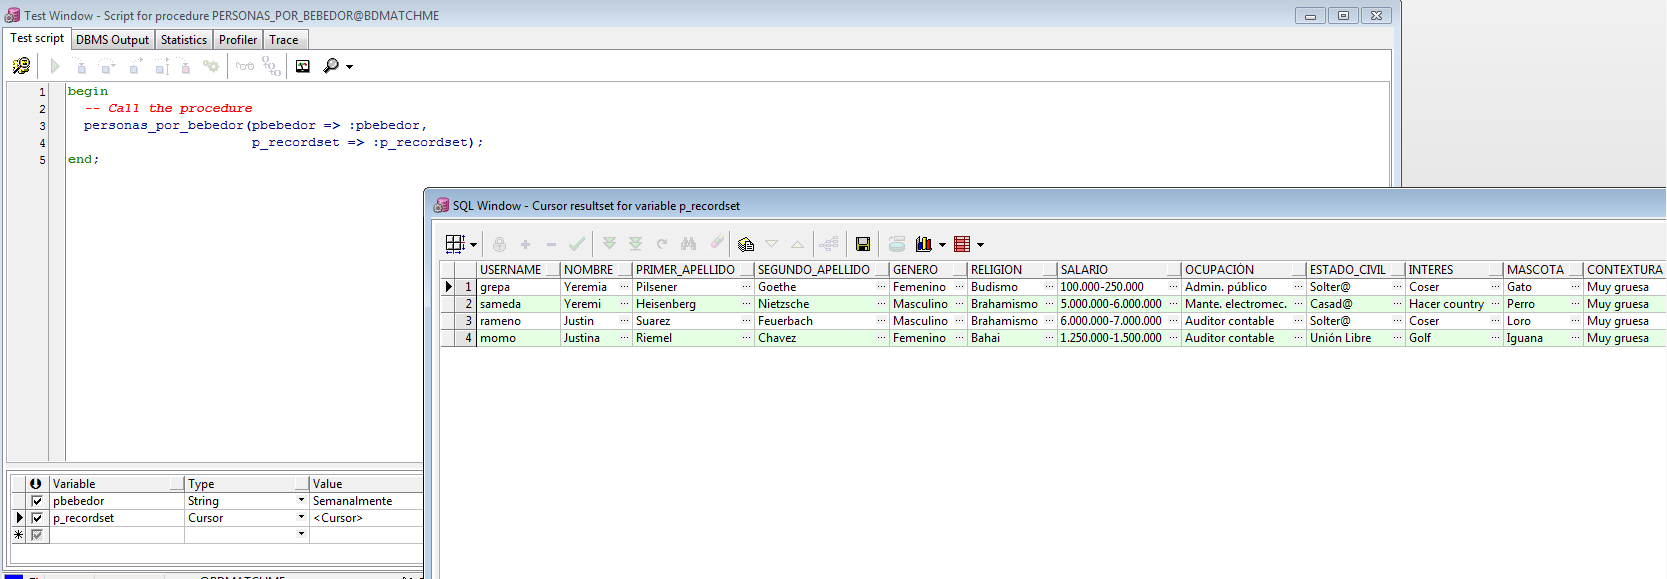 Test Window - Script for procedure PERSONAS_POR_BEBEDOR@BDMATCHME
Test script DBMS Output Statistics Profiler Trace
1 begin
2 -- Call the procedure
3 personas_por_bebedor(pbebedor => :pbebedor,
4 p_recordset => :p_recordset);
5 end;
SQL Window - Cursor resultset for variable p_recordset
USERNAME NOMBRE PRIMER_APELLIDO SEGUNDO_APELLIDO GENERO RELIGION SALARIO OCUPACIÓN ESTADO_CIVIL INTERES MASCOTA CONTEXTURA
1 grepa Yeremia Pilsener Goethe Femenino Budismo 100.000-250.000 Admin. público Solter@ Coser Gato Muy gruesa
2 sameda Yeremi Heisenberg Nietzsche Masculino Brahamismo 5.000.000-6.000.000 Mante. electromec. Casad@ Hacer country Perro Muy gruesa
3 rameno Justin Suarez Feuerbach Masculino Brahamismo 6.000.000-7.000.000 Auditor contable Solter@ Coser Loro Muy gruesa
4 momo Justina Riemel Chavez Femenino Bahai 1.250.000-1.500.000 Auditor contable Unión Libre Golf Iguana Muy gruesa
Variable Type Value
pbebedor String Semanalmente
p_recordset Cursor <Cursor>